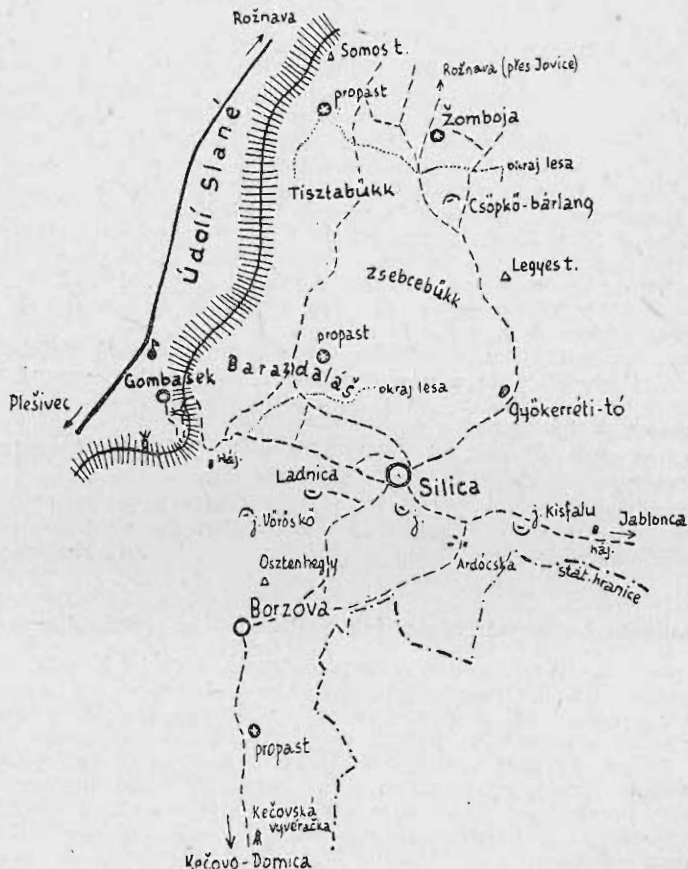 Rožnava
Somos t.
Rožnava (přes Jovice)
propast
Žomboja
okraj lesa
Údolí Slané
Tisztabükk
Csöpkő-bárlang
Legyes t.
Zsebcebükk
propast
Barazdaláš
okraj lesa
Gombasek
Plešivec
Gyökerréti-tó
Háj.
Ladnica
Silica
j. Vöröskő
j.
j. Kisfalu
Jablonca
Háj.
Ardócska
stát. hranice
Osztenhegy
Borzova
propast
Kečovská
vyvěračka
Kečovo-Domica